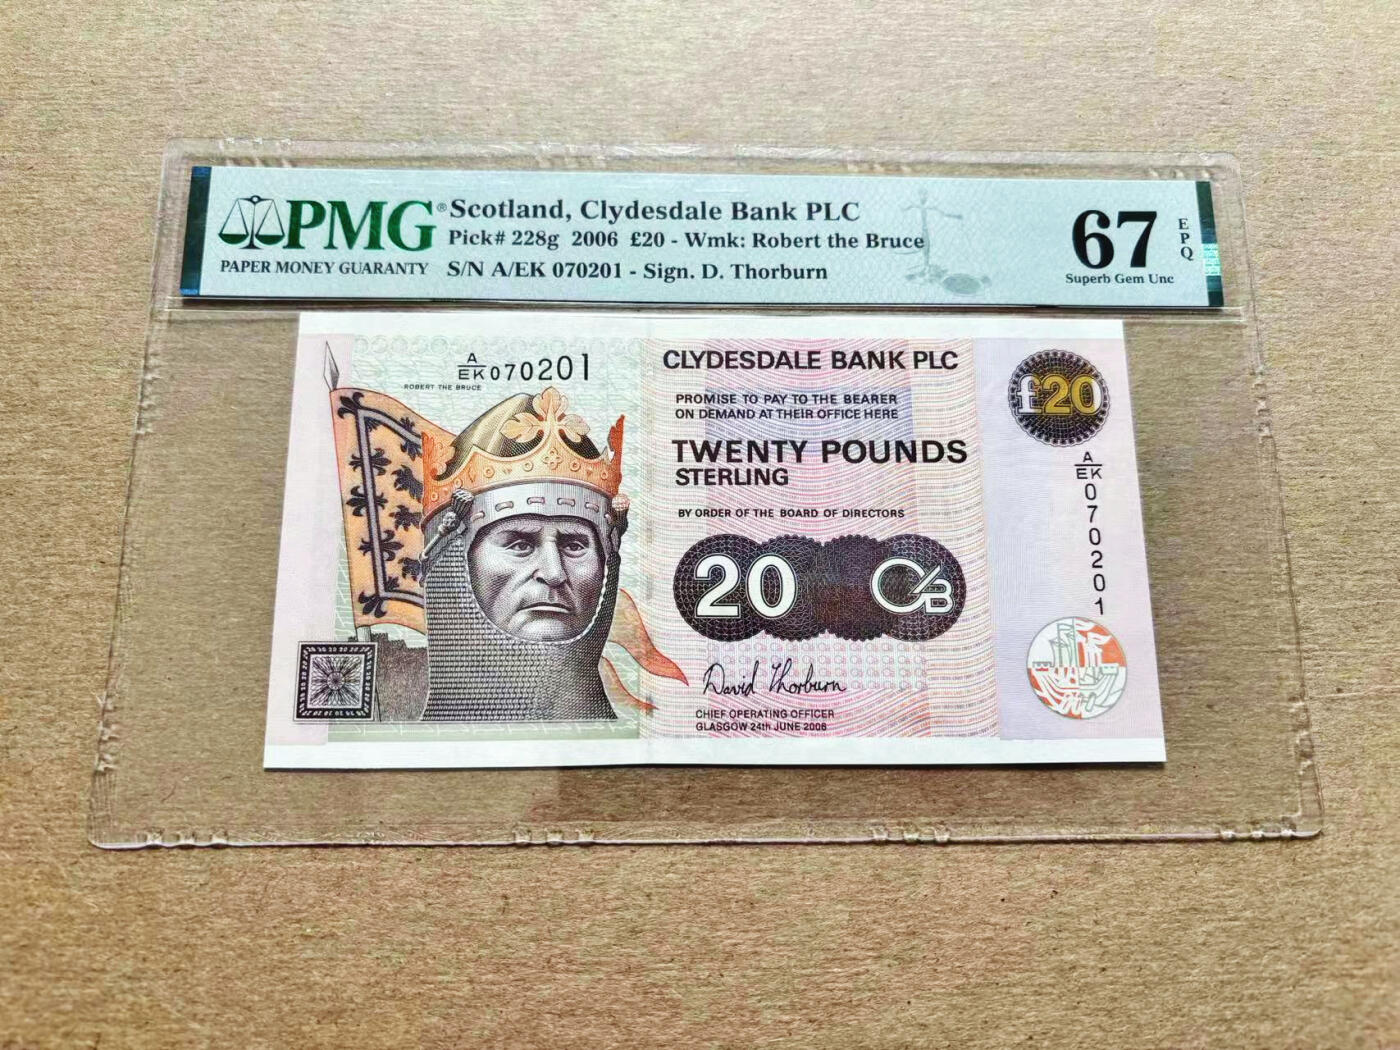 PMG®
PAPER MONEY GUARANTY
Scotland, Clydesdale Bank PLC
Pick# 228g 2006 £20 - Wmk: Robert the Bruce
S/N A/EK 070201 - Sign. D. Thorburn
67
EPQ
Superb Gem Unc
A/EK 070201
ROBERT THE BRUCE
CLYDESDALE BANK PLC
PROMISE TO PAY TO THE BEARER
ON DEMAND AT THEIR OFFICE HERE
TWENTY POUNDS
STERLING
BY ORDER OF THE BOARD OF DIRECTORS
20 CB
David Thorburn
CHIEF OPERATING OFFICER
GLASGOW 24th JUNE 2006
£20
A/EK 070201